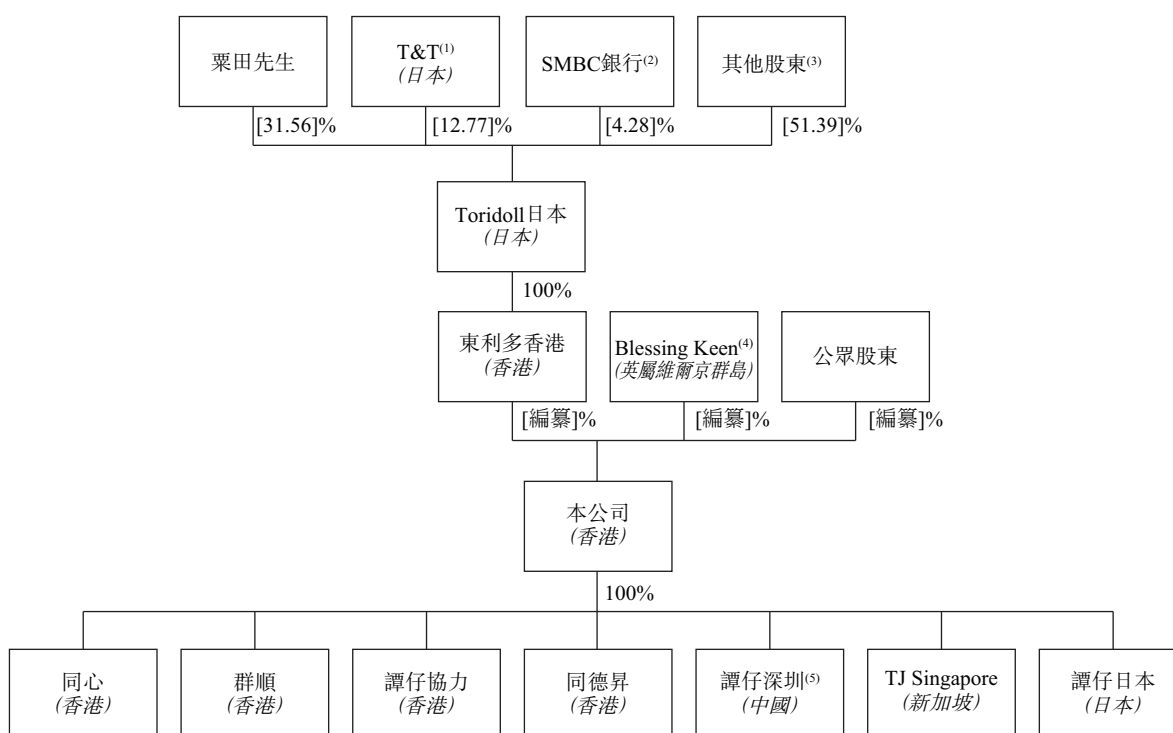 粟田先生
T&T(1)
(日本)
SMBC銀行(2)
其他股東(3)
[31.56]%
[12.77]%
[4.28]%
[51.39]%
Toridoll日本
(日本)
100%
東利多香港
(香港)
Blessing Keen(4)
(英屬維爾京群島)
公眾股東
[編纂]%
[編纂]%
[編纂]%
本公司
(香港)
100%
同心
(香港)
群順
(香港)
譚仔協力
(香港)
同德昇
(香港)
譚仔深圳(5)
(中國)
TJ Singapore
(新加坡)
譚仔日本
(日本)